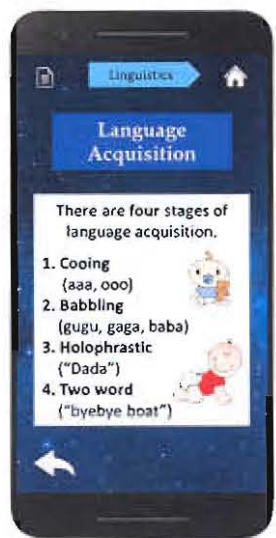 Linguistics
Language
Acquisition
There are four stages of
language acquisition.
1. Cooing
(aaa, ooo)
2. Babbling
(gugu, gaga, baba)
3. Holophrastic
("Dada")
4. Two word
("byebye boat")